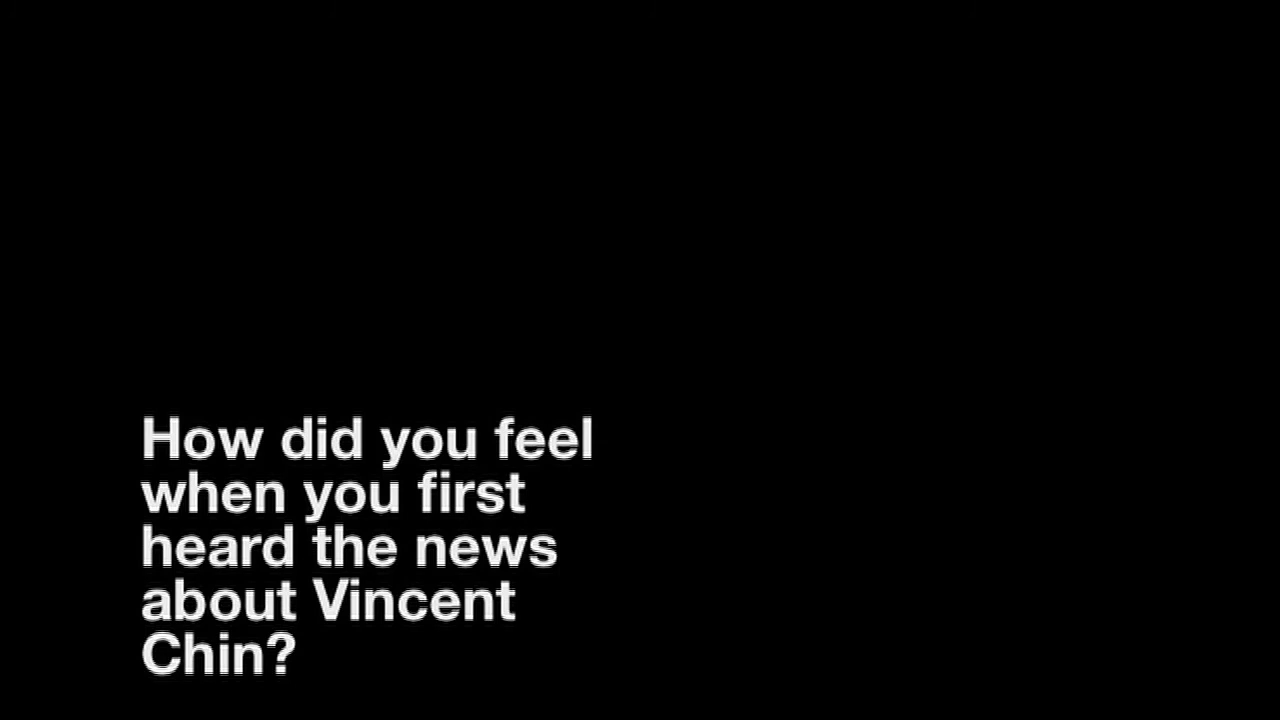 How did you feel
when you first
heard the news
about Vincent
Chin?